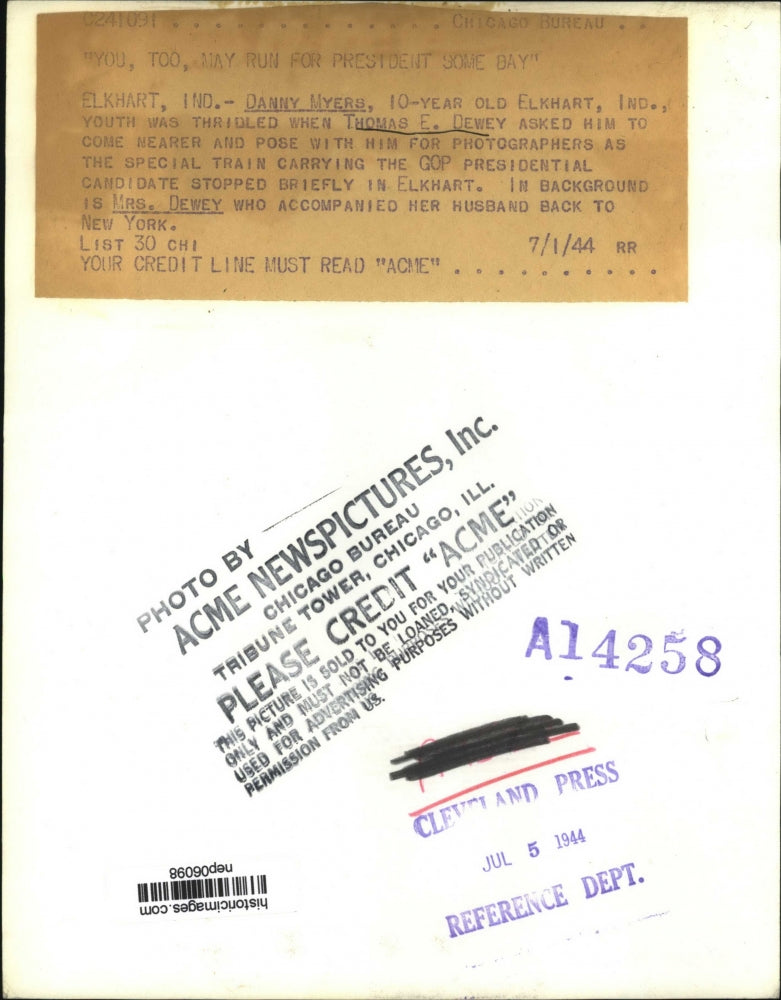 C241091 . . . . . . . . . . . CHICAGO BUREAU . .
"YOU, TOO, MAY RUN FOR PRESIDENT SOME DAY"
ELKHART, IND.- DANNY MYERS, 10-YEAR OLD ELKHART, IND.,
YOUTH WAS THRIDLED WHEN THOMAS E. DEWEY ASKED HIM TO
COME NEARER AND POSE WITH HIM FOR PHOTOGRAPHERS AS
THE SPECIAL TRAIN CARRYING THE GOP PRESIDENTIAL
CANDIDATE STOPPED BRIEFLY IN ELKHART. IN BACKGROUND
IS MRS. DEWEY WHO ACCOMPANIED HER HUSBAND BACK TO
NEW YORK.
LIST 30 CHI 7/1/44 RR
YOUR CREDIT LINE MUST READ "ACME" . . . . . . . . .
PHOTO BY
ACME NEWSPICTURES, Inc.
CHICAGO BUREAU
TRIBUNE TOWER, CHICAGO, ILL.
PLEASE CREDIT "ACME"
THIS PICTURE IS SOLD TO YOU FOR YOUR PUBLICATION
ONLY AND MUST NOT BE LOANED, SYNDICATED OR
USED FOR ADVERTISING PURPOSES WITHOUT WRITTEN
PERMISSION FROM US.
A14258
CLEVELAND PRESS
JUL 5 1944
REFERENCE DEPT.
historicimages.com
nep06098